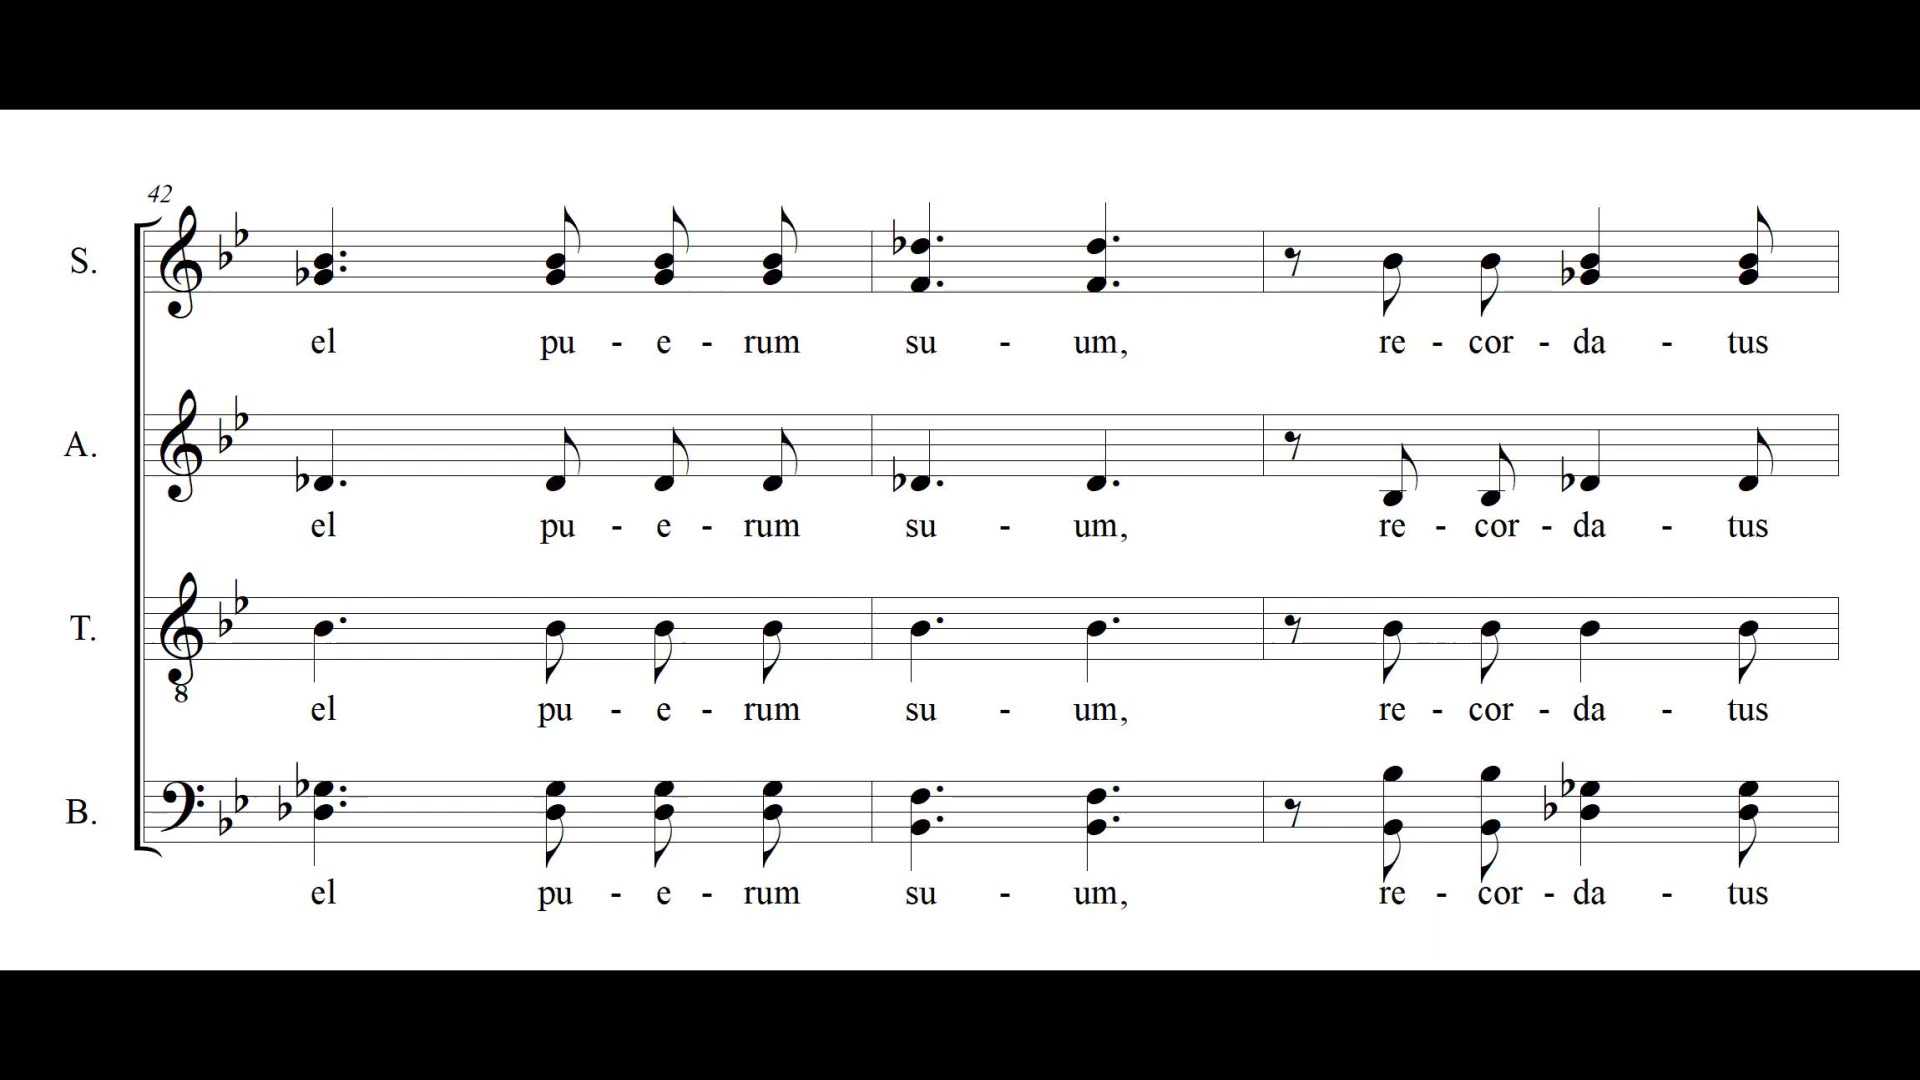 42
S.
el pu - e - rum su - um, re - cor - da - tus
A.
el pu - e - rum su - um, re - cor - da - tus
T.
8
el pu - e - rum su - um, re - cor - da - tus
B.
el pu - e - rum su - um, re - cor - da - tus